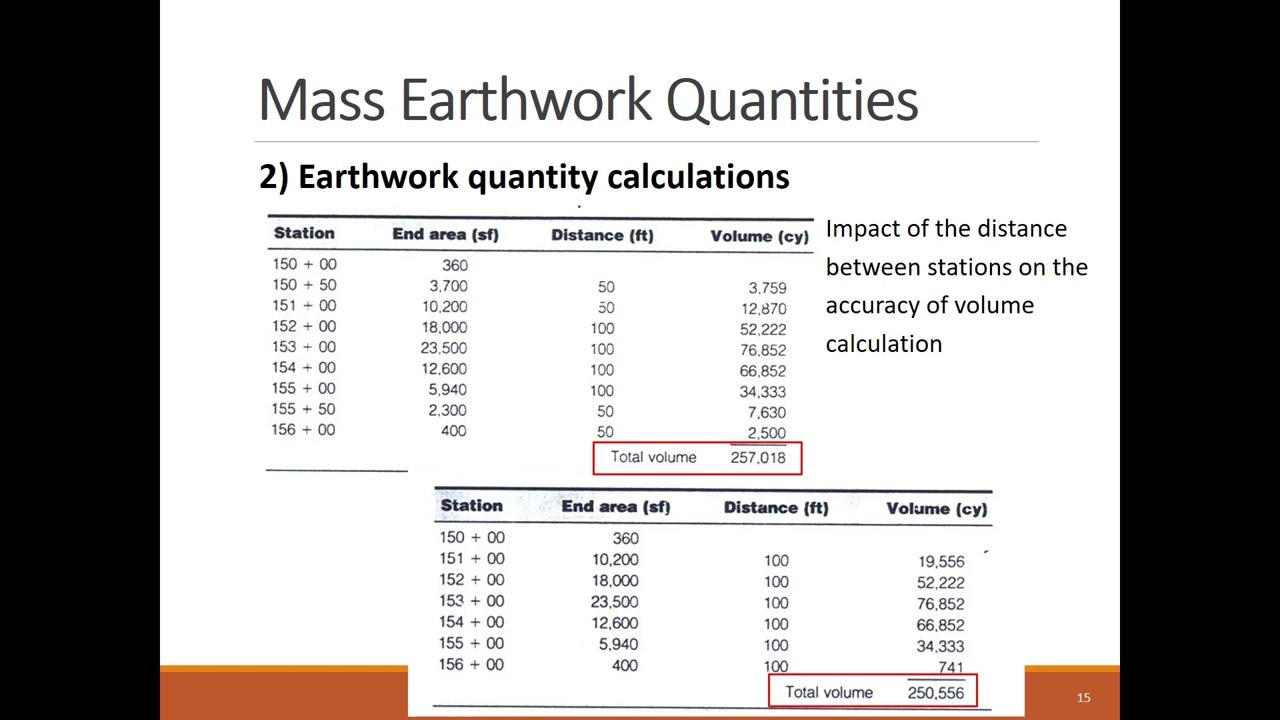 Mass Earthwork Quantities
2) Earthwork quantity calculations
Impact of the distance
between stations on the
accuracy of volume
calculation
Station End area (sf) Distance (ft) Volume (cy)
150 + 00 360
150 + 50 3,700 50 3,759
151 + 00 10,200 50 12,870
152 + 00 18,000 100 52,222
153 + 00 23,500 100 76,852
154 + 00 12,600 100 66,852
155 + 00 5,940 100 34,333
155 + 50 2,300 50 7,630
156 + 00 400 50 2,500
Total volume 257,018
Station End area (sf) Distance (ft) Volume (cy)
150 + 00 360
151 + 00 10,200 100 19,556
152 + 00 18,000 100 52,222
153 + 00 23,500 100 76,852
154 + 00 12,600 100 66,852
155 + 00 5,940 100 34,333
156 + 00 400 100 741
Total volume 250,556
15